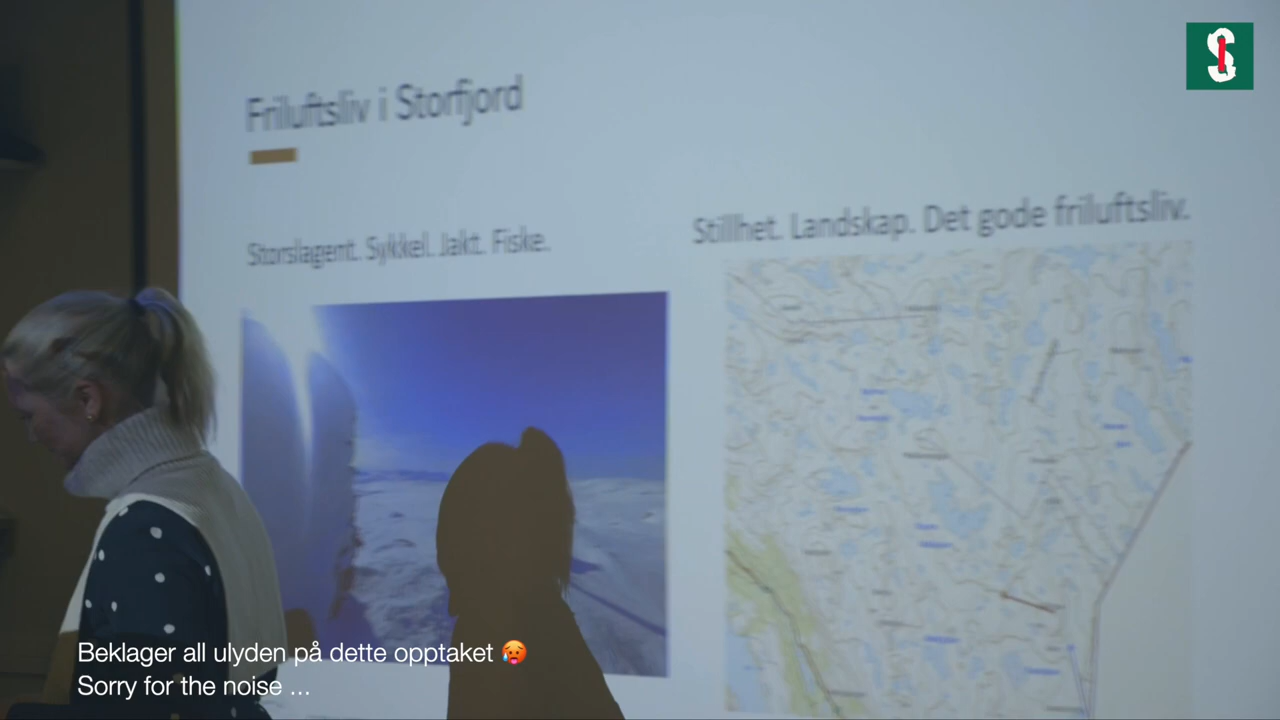 Friluftsliv i Storfjord
Storslagent. Sykkel. Jakt. Fiske.
Stillhet. Landskap. Det gode friluftsliv.
Beklager all ulyden på dette opptaket 🥵
Sorry for the noise ...